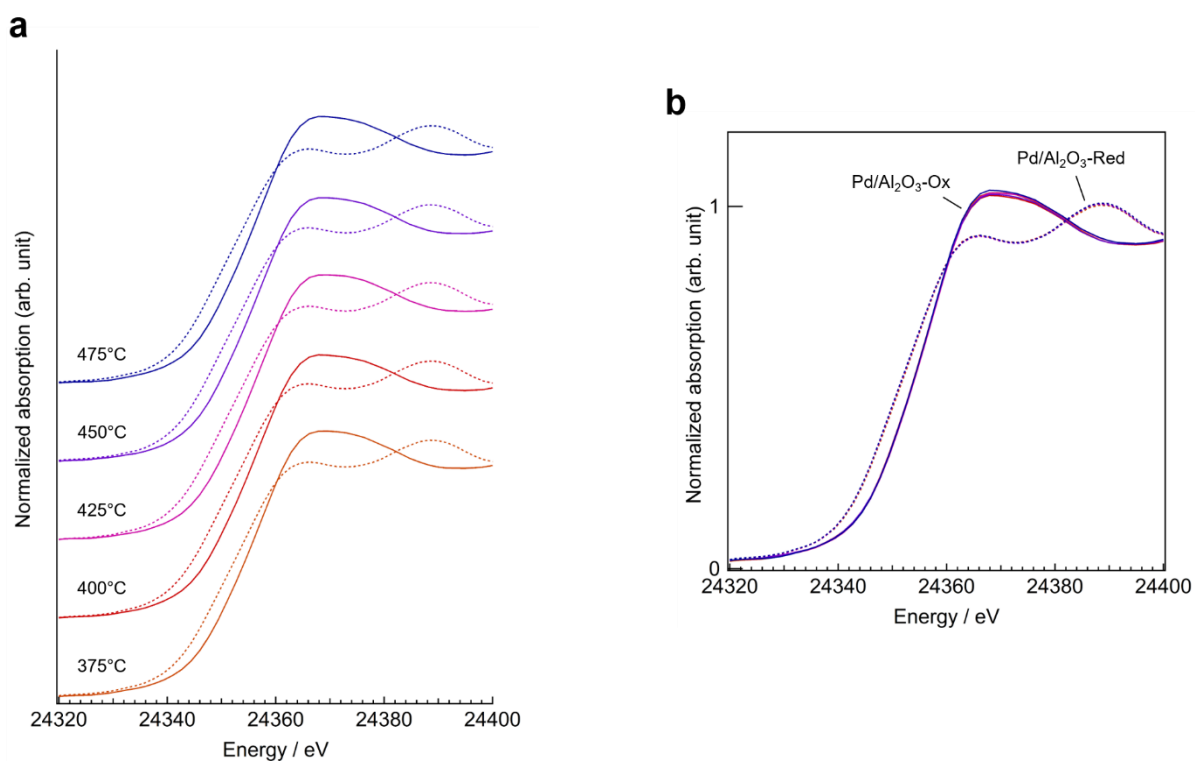 a
Normalized absorption (arb. unit)
475°C
450°C
425°C
400°C
375°C
24320 24340 24360 24380 24400
Energy / eV
b
Normalized absorption (arb. unit)
1
0
Pd/Al₂O₃-Ox
Pd/Al₂O₃-Red
24320 24340 24360 24380 24400
Energy / eV